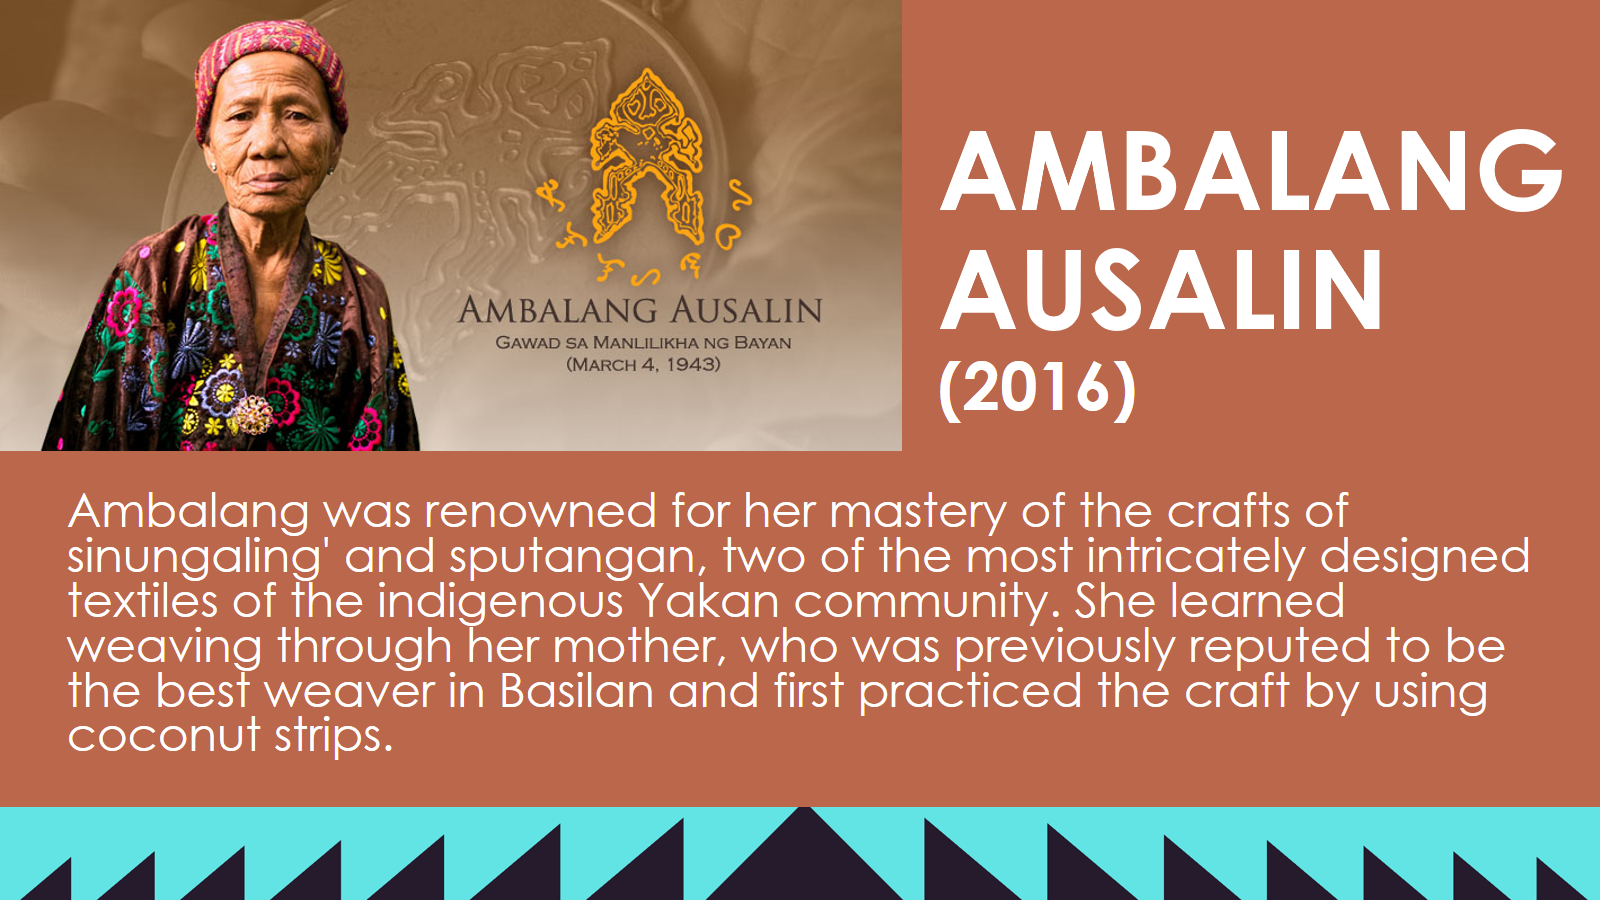 AMBALANG AUSALIN
GAWAD SA MANLILIKHA NG BAYAN
(MARCH 4, 1943)
AMBALANG
AUSALIN
(2016)
Ambalang was renowned for her mastery of the crafts of
sinungaling' and sputangan, two of the most intricately designed
textiles of the indigenous Yakan community. She learned
weaving through her mother, who was previously reputed to be
the best weaver in Basilan and first practiced the craft by using
coconut strips.